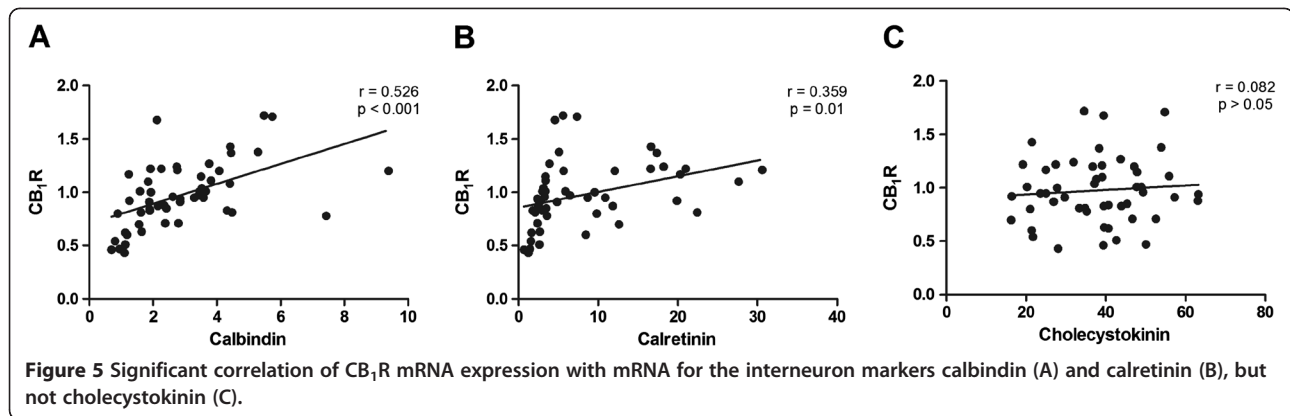 A
B
C
r = 0.526
p < 0.001
r = 0.359
p = 0.01
r = 0.082
p > 0.05
CB₁R
2.0
1.5
1.0
0.5
0.0
0 2 4 6 8 10
Calbindin
CB₁R
2.0
1.5
1.0
0.5
0.0
0 10 20 30 40
Calretinin
CB₁R
2.0
1.5
1.0
0.5
0.0
0 20 40 60 80
Cholecystokinin
Figure 5 Significant correlation of CB₁R mRNA expression with mRNA for the interneuron markers calbindin (A) and calretinin (B), but
not cholecystokinin (C).